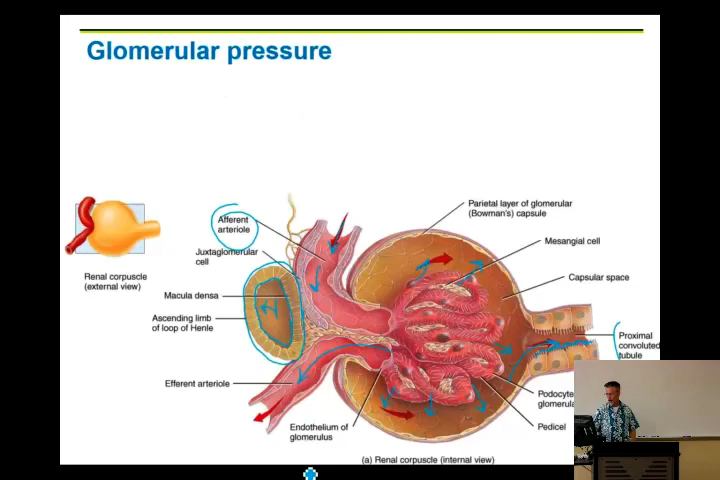 Glomerular pressure
Parietal layer of glomerular
(Bowman's) capsule
Afferent
arteriole
Mesangial cell
Juxtaglomerular
cell
Capsular space
Renal corpuscle
(external view)
Macula densa
Ascending limb
of loop of Henle
Proximal
convoluted
tubule
Efferent arteriole
Podocyte
Pedicel
Endothelium of
glomerulus
(a) Renal corpuscle (internal view)